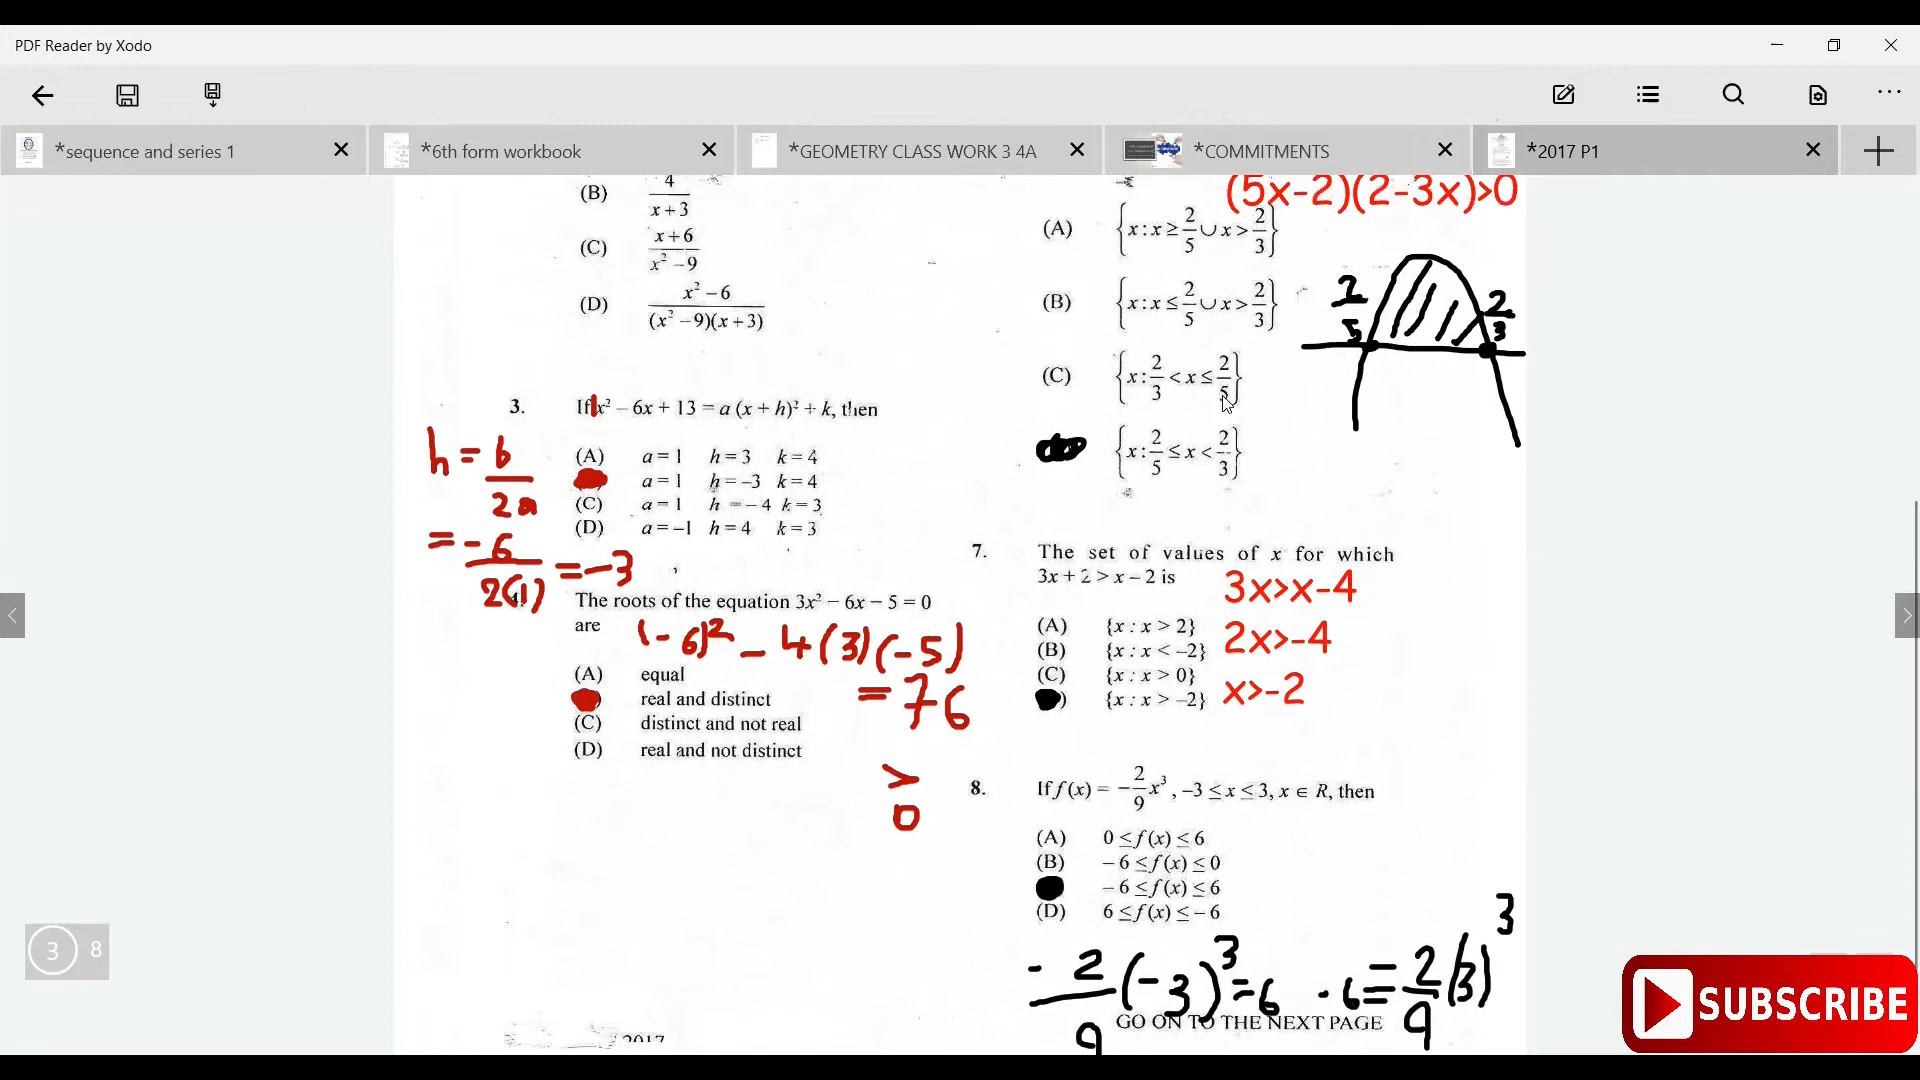 PDF Reader by Xodo
*sequence and series 1
*6th form workbook
*GEOMETRY CLASS WORK 3 4A
*COMMITMENTS
*2017 P1
(B) 4/(x + 3)
(C) (x + 6)/(x² − 9)
(D) (x² − 6)/((x² − 9)(x + 3))
3. If 1x² − 6x + 13 = a (x + h)² + k, then
(A) a = 1 h = 3 k = 4
a = 1 h = −3 k = 4
(C) a = 1 h = − 4 k = 3
(D) a = −1 h = 4 k = 3
h = b/2a
= -6/2(1) = -3
The roots of the equation 3x² − 6x − 5 = 0
are
(-6)² - 4(3)(-5)
= 76
> 0
(A) equal
real and distinct
(C) distinct and not real
(D) real and not distinct
2017
(5x-2)(2-3x)>0
(A) {x : x ≥ 2/5 ∪ x > 2/3}
(B) {x : x ≤ 2/5 ∪ x > 2/3}
(C) {x : 2/3 < x ≤ 2/5}
{x : 2/5 ≤ x < 2/3}
2/5
2/3
7. The set of values of x for which
3x + 2 > x − 2 is
3x>x-4
2x>-4
x>-2
(A) {x : x > 2}
(B) {x : x < −2}
(C) {x : x > 0}
) {x : x > −2}
8. If f (x) = −2/9 x³, −3 ≤ x ≤ 3, x ∈ R, then
(A) 0 ≤ f (x) ≤ 6
(B) − 6 ≤ f (x) ≤ 0
− 6 ≤ f (x) ≤ 6
(D) 6 ≤ f (x) ≤ − 6
-2/9 (-3)³ = 6 -6 = 2/9 (3)³
GO ON TO THE NEXT PAGE
3 8
SUBSCRIBE